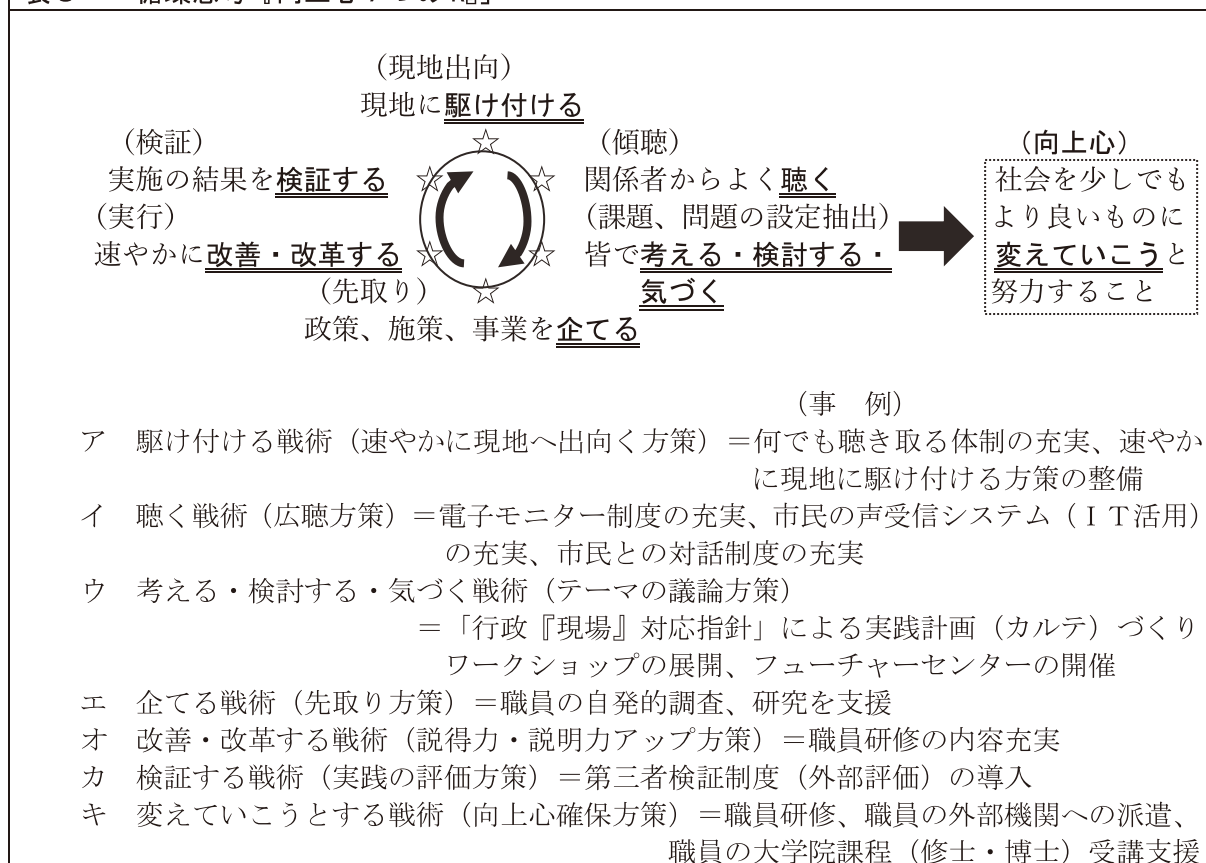 (現地出向)
現地に駆け付ける
(検証)
実施の結果を検証する
(実行)
速やかに改善・改革する
(先取り)
政策、施策、事業を企てる
(傾聴)
関係者からよく聴く
(課題、問題の設定抽出)
皆で考える・検討する・
気づく
(向上心)
社会を少しでも
より良いものに
変えていこうと
努力すること
(事 例)
ア 駆け付ける戦術(速やかに現地へ出向く方策)=何でも聴き取る体制の充実、速やか
に現地に駆け付ける方策の整備
イ 聴く戦術(広聴方策)=電子モニター制度の充実、市民の声受信システム(IT活用)
の充実、市民との対話制度の充実
ウ 考える・検討する・気づく戦術(テーマの議論方策)
=「行政『現場』対応指針」による実践計画(カルテ)づくり
ワークショップの展開、フューチャーセンターの開催
エ 企てる戦術(先取り方策)=職員の自発的調査、研究を支援
オ 改善・改革する戦術(説得力・説明力アップ方策)=職員研修の内容充実
カ 検証する戦術(実践の評価方策)=第三者検証制度(外部評価)の導入
キ 変えていこうとする戦術(向上心確保方策)=職員研修、職員の外部機関への派遣、
職員の大学院課程(修士・博士)受講支援